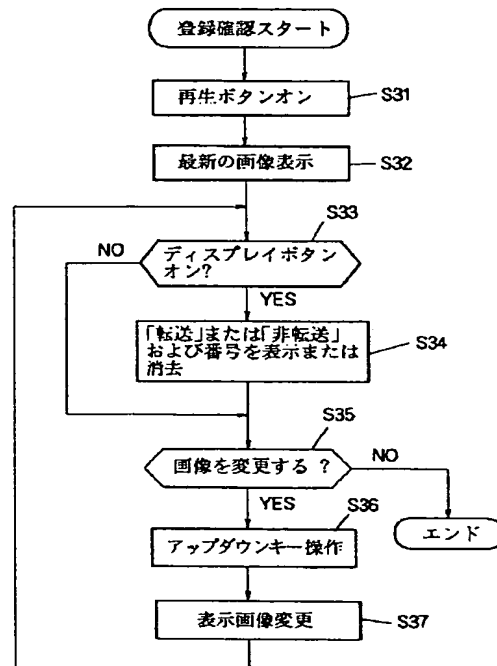 登録確認スタート
再生ボタンオン
S31
最新の画像表示
S32
S33
NO
ディスプレイボタン
オン?
YES
「転送」または「非転送」
および番号を表示または
消去
S34
S35
画像を変更する ?
NO
YES
S36
アップダウンキー操作
エンド
表示画像変更
S37